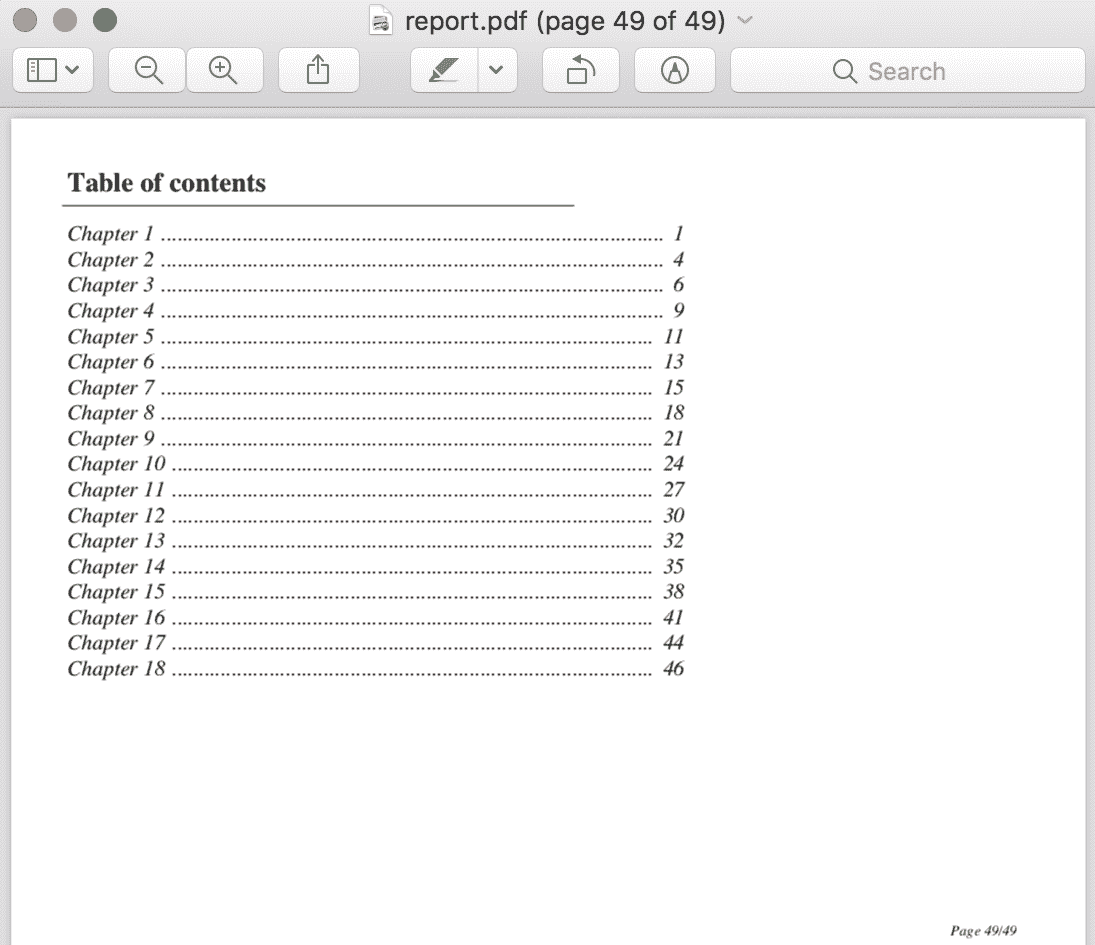 report.pdf (page 49 of 49)
Search
Table of contents
Chapter 1 ............................................................................................. 1
Chapter 2 ............................................................................................. 4
Chapter 3 ............................................................................................. 6
Chapter 4 ............................................................................................. 9
Chapter 5 ........................................................................................... 11
Chapter 6 ........................................................................................... 13
Chapter 7 ........................................................................................... 15
Chapter 8 ........................................................................................... 18
Chapter 9 ........................................................................................... 21
Chapter 10 ......................................................................................... 24
Chapter 11 ......................................................................................... 27
Chapter 12 ......................................................................................... 30
Chapter 13 ......................................................................................... 32
Chapter 14 ......................................................................................... 35
Chapter 15 ......................................................................................... 38
Chapter 16 ......................................................................................... 41
Chapter 17 ......................................................................................... 44
Chapter 18 ......................................................................................... 46
Page 49/49